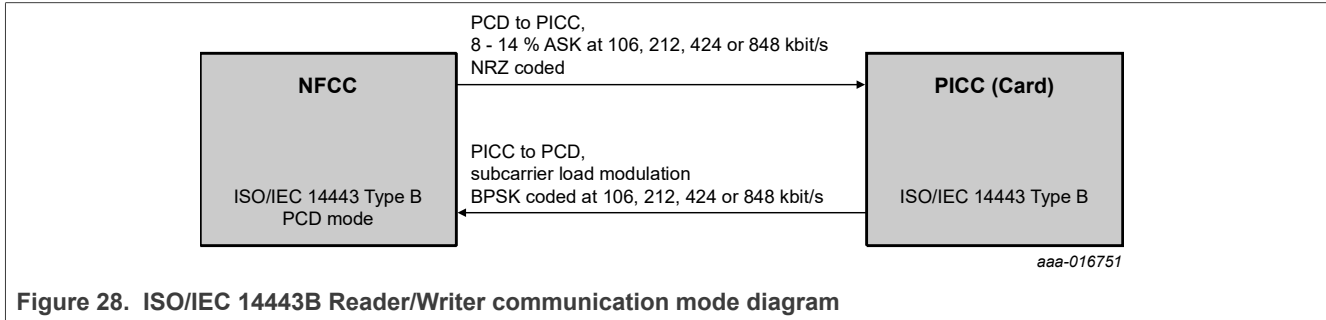 PCD to PICC,
8 - 14 % ASK at 106, 212, 424 or 848 kbit/s
NRZ coded
NFCC
PICC (Card)
PICC to PCD,
subcarrier load modulation
BPSK coded at 106, 212, 424 or 848 kbit/s
ISO/IEC 14443 Type B
PCD mode
ISO/IEC 14443 Type B
aaa-016751
Figure 28. ISO/IEC 14443B Reader/Writer communication mode diagram